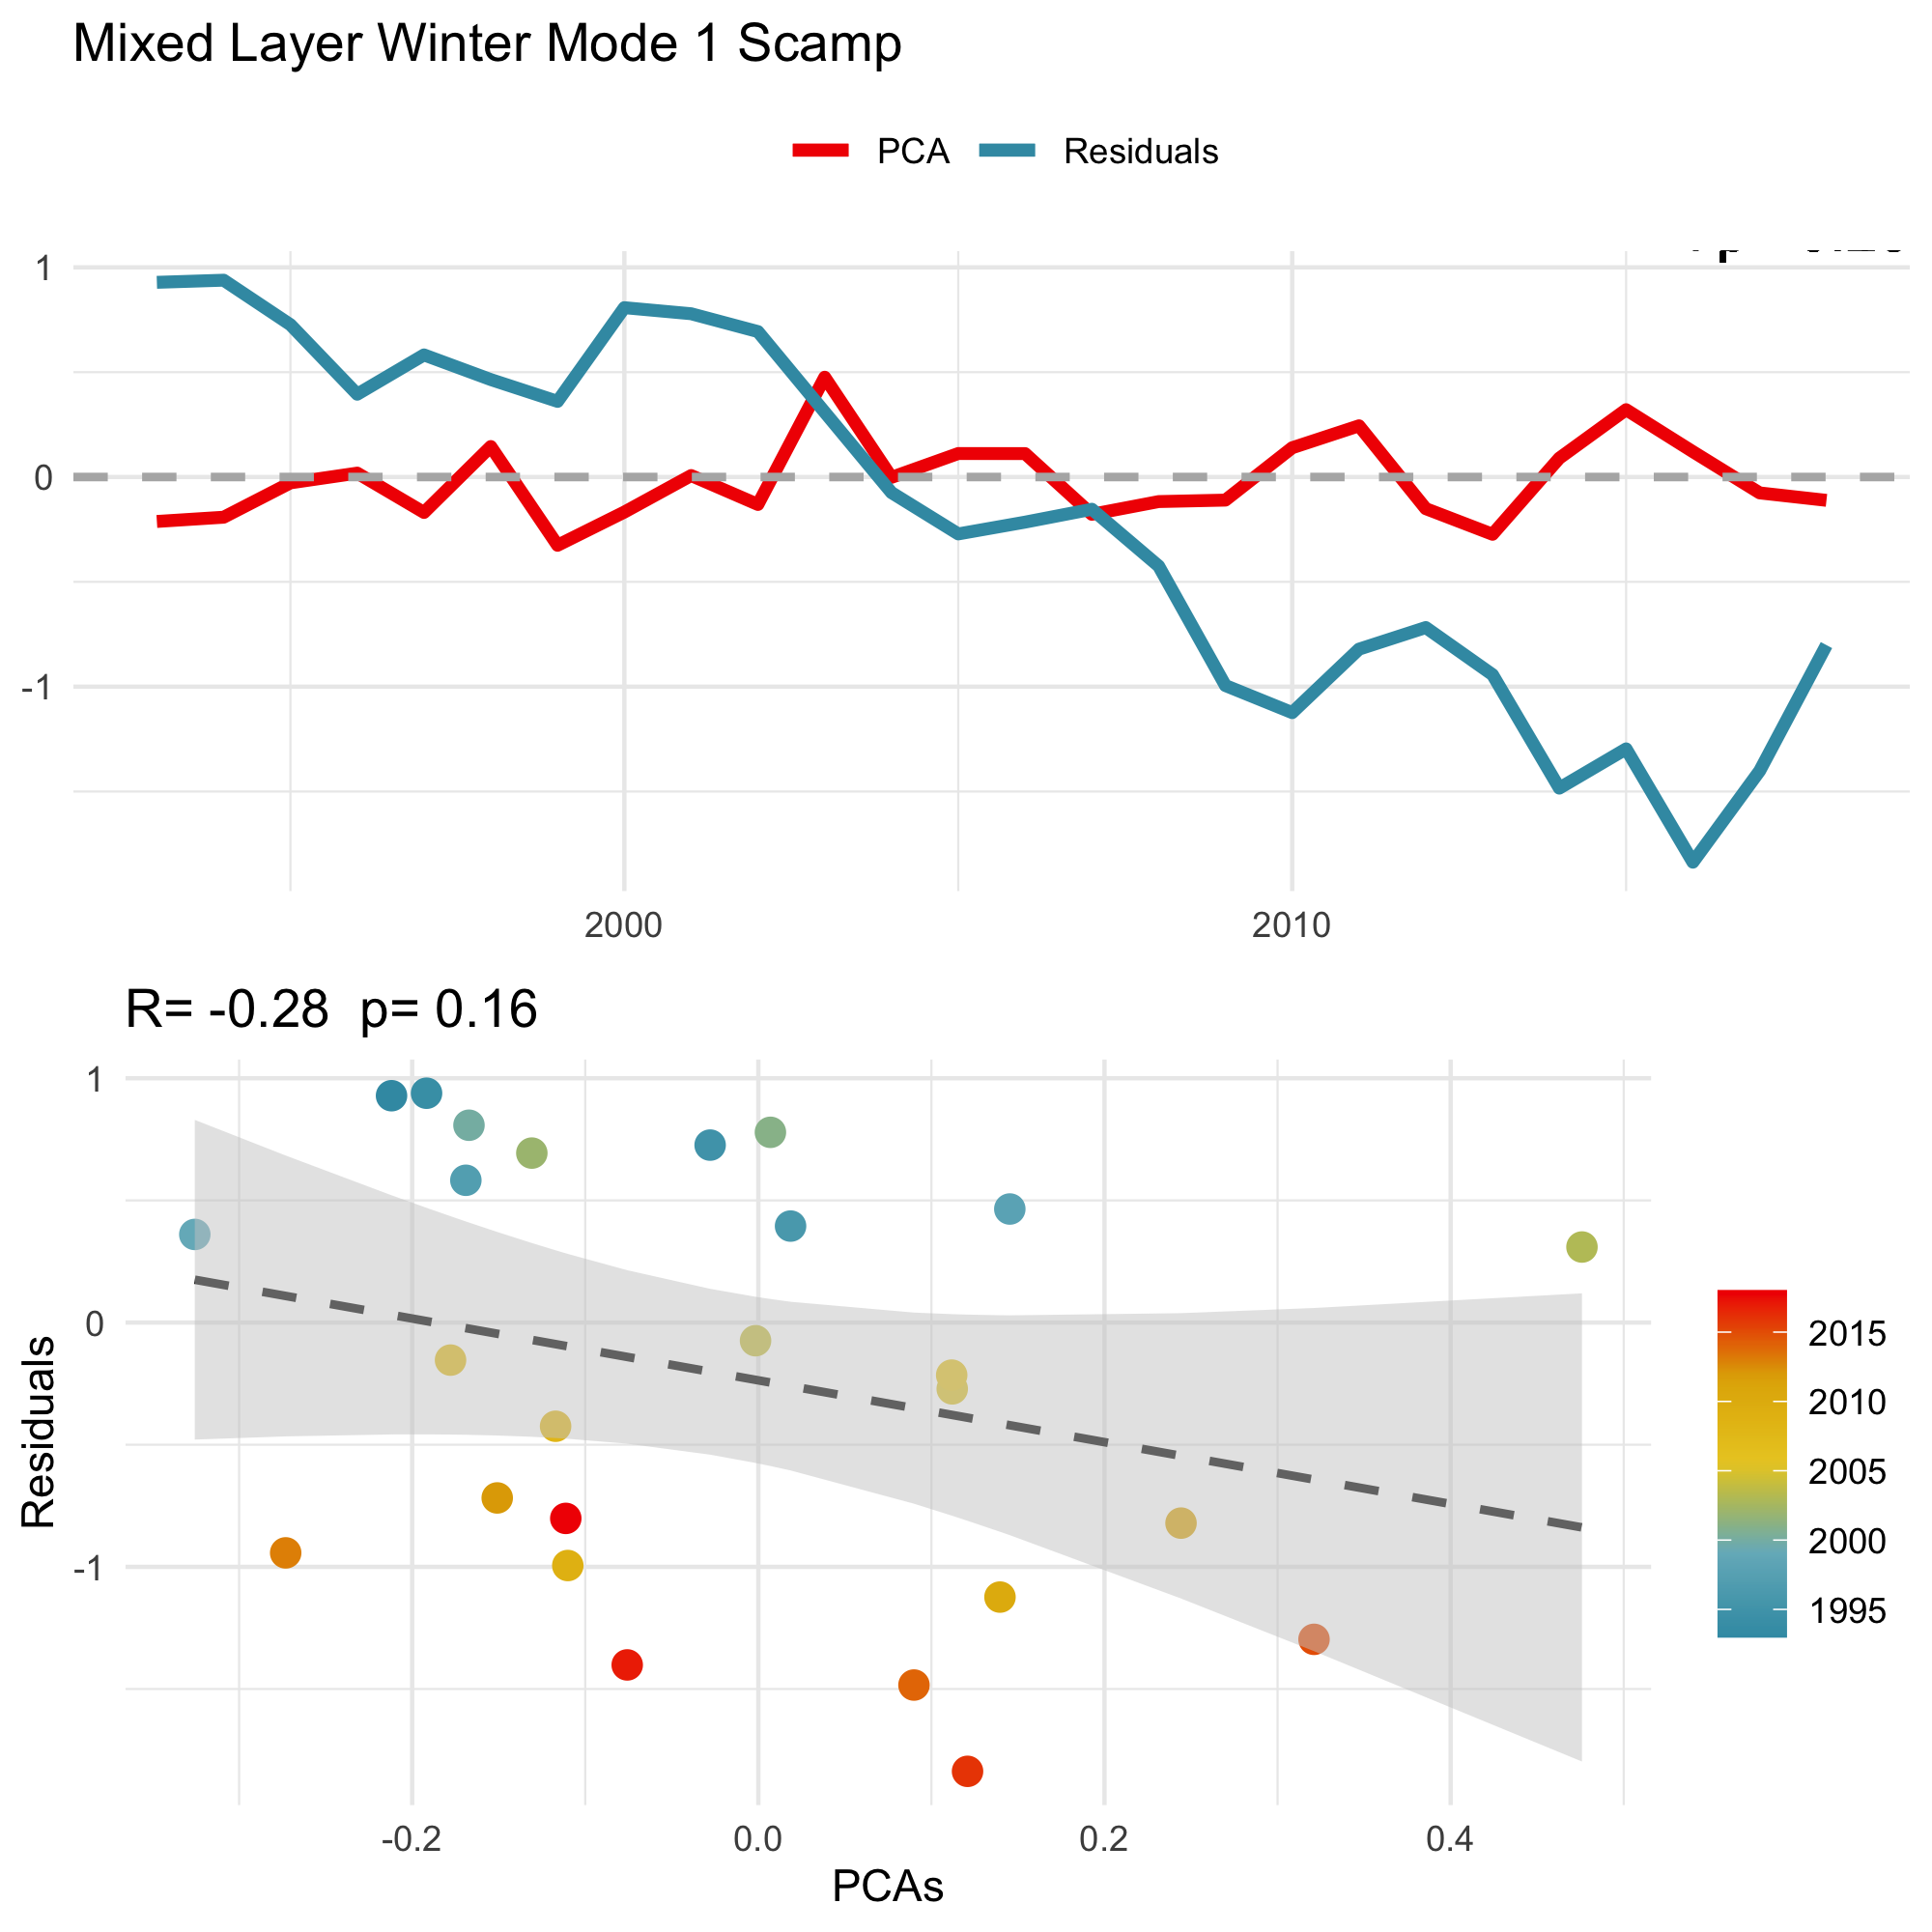 Mixed Layer Winter Mode 1 Scamp
PCA Residuals
1
0
-1
2000 2010
R= -0.28 p= 0.16
1
0
-1
Residuals
-0.2 0.0 0.2 0.4
PCAs
2015
2010
2005
2000
1995